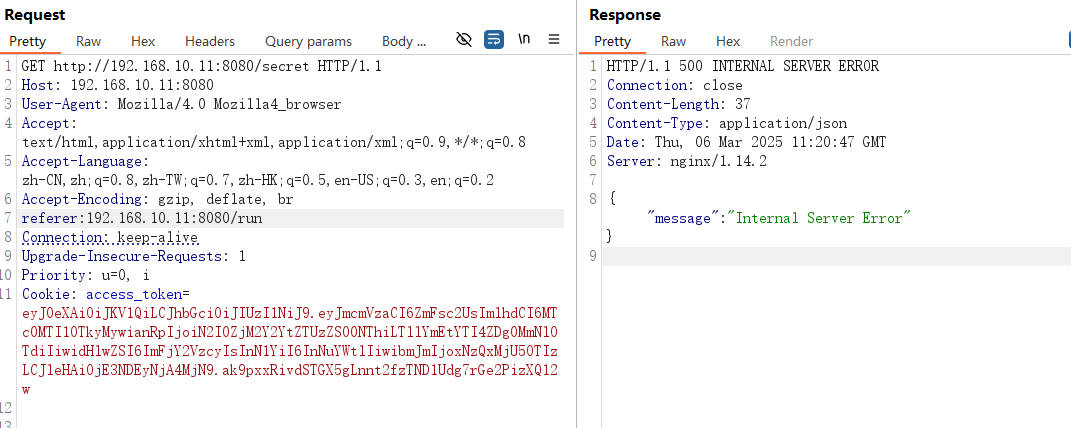 Request
Pretty Raw Hex Headers Query params Body ... \n
1 GET http://192.168.10.11:8080/secret HTTP/1.1
2 Host: 192.168.10.11:8080
3 User-Agent: Mozilla/4.0 Mozilla4_browser
4 Accept:
text/html,application/xhtml+xml,application/xml;q=0.9,*/*;q=0.8
5 Accept-Language:
zh-CN,zh;q=0.8,zh-TW;q=0.7,zh-HK;q=0.5,en-US;q=0.3,en;q=0.2
6 Accept-Encoding: gzip, deflate, br
7 referer:192.168.10.11:8080/run
8 Connection: keep-alive
9 Upgrade-Insecure-Requests: 1
10 Priority: u=0, i
11 Cookie: access_token=
12
13
Response
Pretty Raw Hex Render
1 HTTP/1.1 500 INTERNAL SERVER ERROR
2 Connection: close
3 Content-Length: 37
4 Content-Type: application/json
5 Date: Thu, 06 Mar 2025 11:20:47 GMT
6 Server: nginx/1.14.2
7
8 {
"message":"Internal Server Error"
}
9